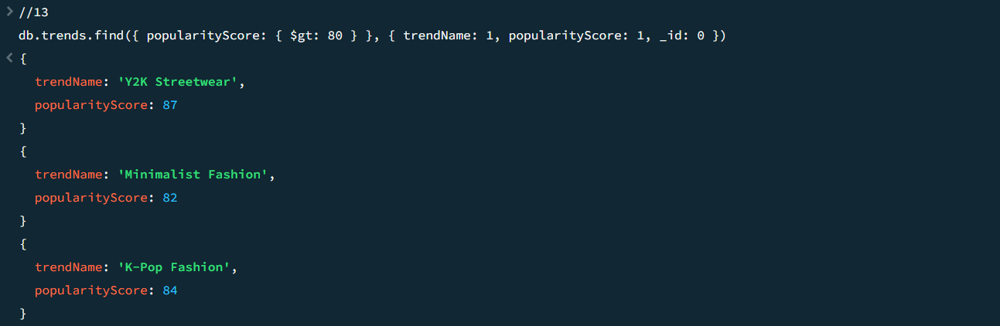 //13
db.trends.find({ popularityScore: { $gt: 80 } }, { trendName: 1, popularityScore: 1, _id: 0 })
{
trendName: 'Y2K Streetwear',
popularityScore: 87
}
{
trendName: 'Minimalist Fashion',
popularityScore: 82
}
{
trendName: 'K-Pop Fashion',
popularityScore: 84
}